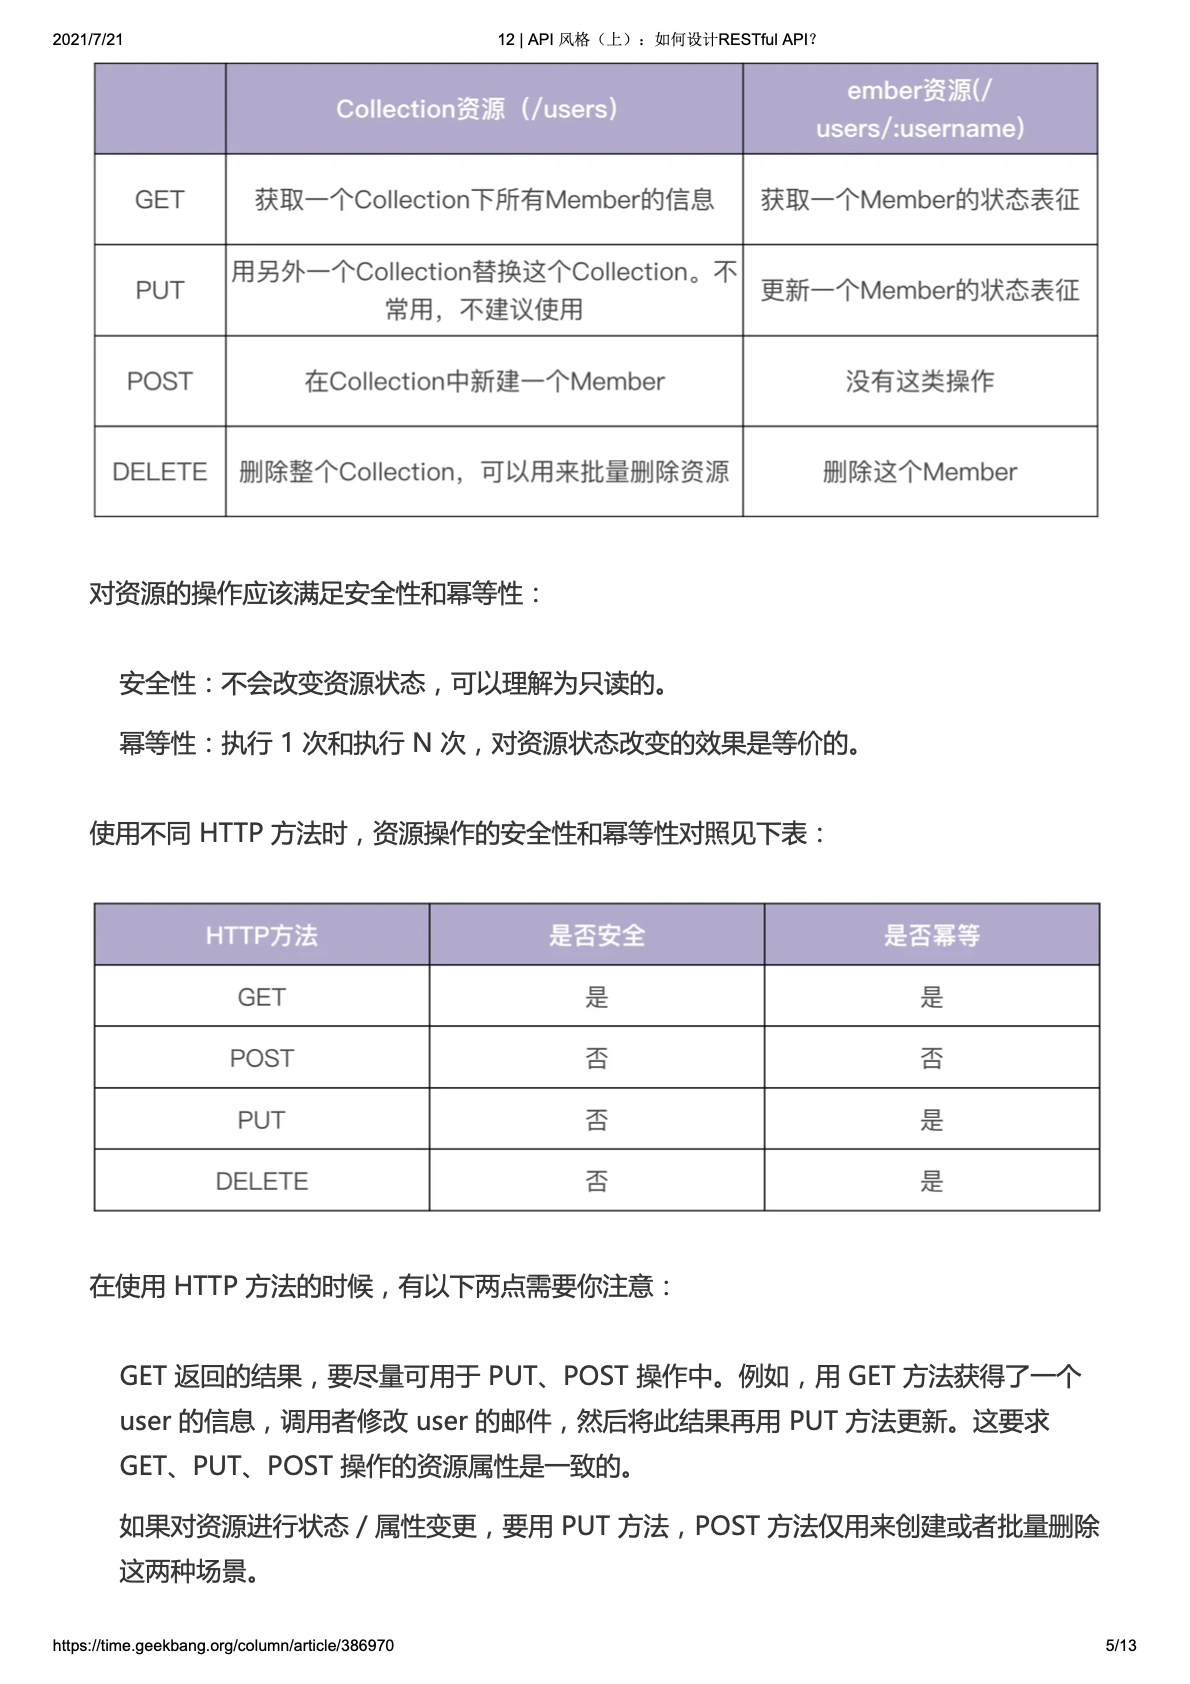 2021/7/21
12 | API 风格（上）：如何设计RESTful API？
Collection资源（/users）
ember资源(/
users/:username)
GET
获取一个Collection下所有Member的信息
获取一个Member的状态表征
PUT
用另外一个Collection替换这个Collection。不
常用，不建议使用
更新一个Member的状态表征
POST
在Collection中新建一个Member
没有这类操作
DELETE
删除整个Collection，可以用来批量删除资源
删除这个Member
对资源的操作应该满足安全性和幂等性：
安全性：不会改变资源状态，可以理解为只读的。
幂等性：执行 1 次和执行 N 次，对资源状态改变的效果是等价的。
使用不同 HTTP 方法时，资源操作的安全性和幂等性对照见下表：
HTTP方法
是否安全
是否幂等
GET
是
是
POST
否
否
PUT
否
是
DELETE
否
是
在使用 HTTP 方法的时候，有以下两点需要你注意：
GET 返回的结果，要尽量可用于 PUT、POST 操作中。例如，用 GET 方法获得了一个
user 的信息，调用者修改 user 的邮件，然后将此结果再用 PUT 方法更新。这要求
GET、PUT、POST 操作的资源属性是一致的。
如果对资源进行状态 / 属性变更，要用 PUT 方法，POST 方法仅用来创建或者批量删除
这两种场景。
https://time.geekbang.org/column/article/386970
5/13